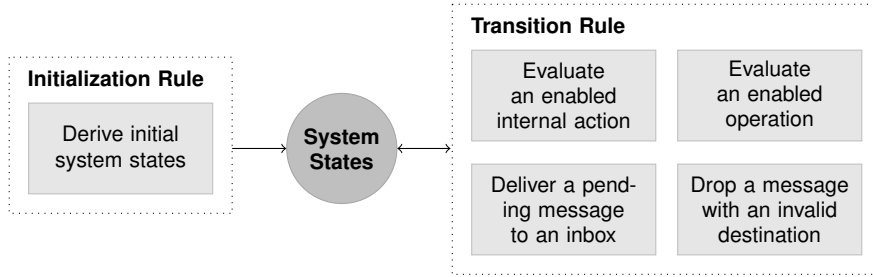 Initialization Rule
Derive initial
system states
System
States
Transition Rule
Evaluate
an enabled
internal action
Evaluate
an enabled
operation
Deliver a pend-
ing message
to an inbox
Drop a message
with an invalid
destination